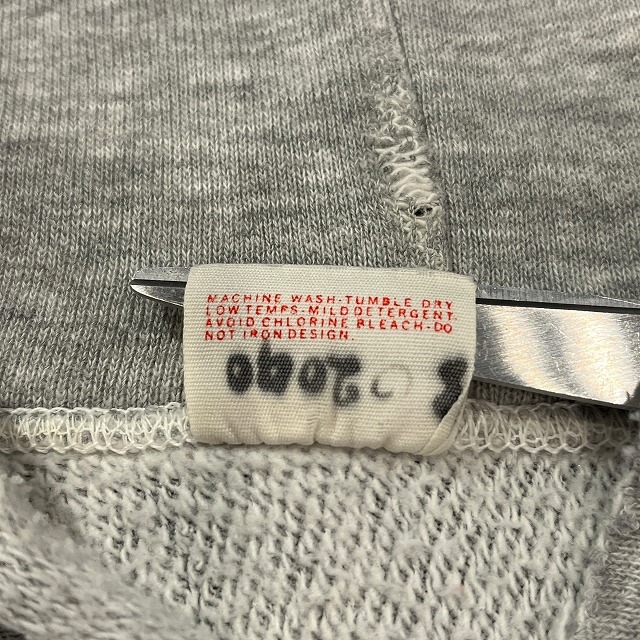 MACHINE WASH·TUMBLE DRY
LOW TEMPS·MILD DETERGENT·
AVOID CHLORINE BLEACH-DO
NOT IRON DESIGN.